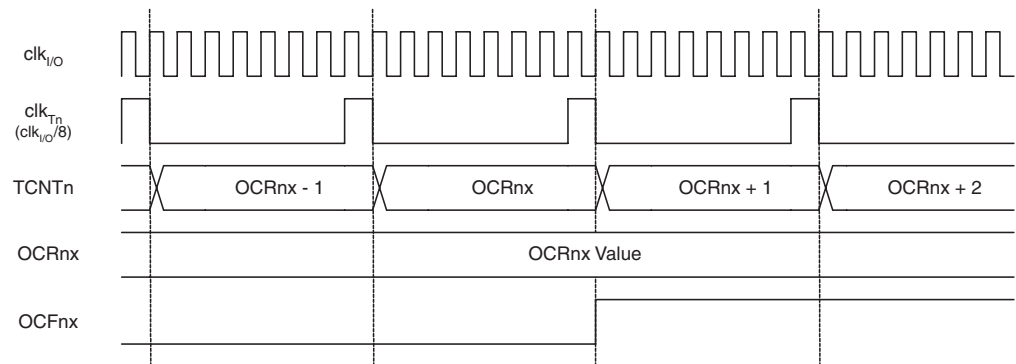 clkI/O
clkTn
(clkI/O/8)
TCNTn
OCRnx - 1
OCRnx
OCRnx + 1
OCRnx + 2
OCRnx
OCRnx Value
OCFnx